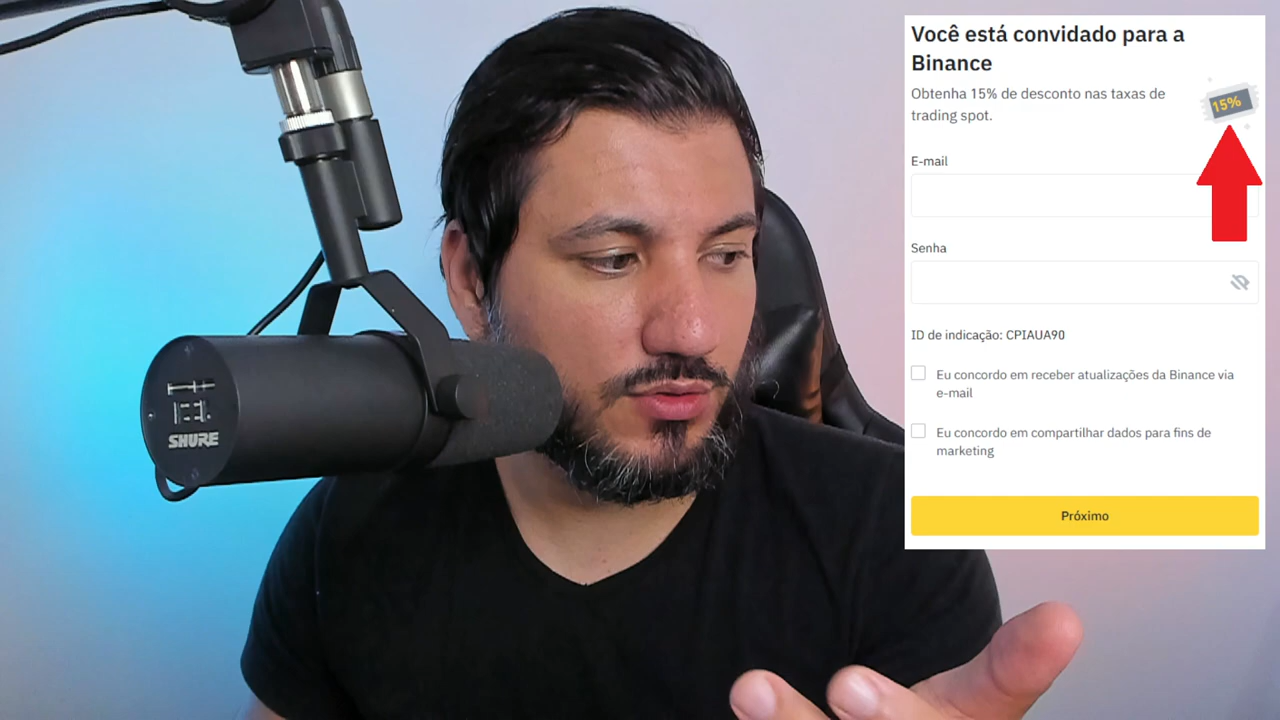 SHURE
Você está convidado para a
Binance
Obtenha 15% de desconto nas taxas de
trading spot.
15%
E-mail
Senha
ID de indicação: CPIAUA90
Eu concordo em receber atualizações da Binance via
e-mail
Eu concordo em compartilhar dados para fins de
marketing
Próximo